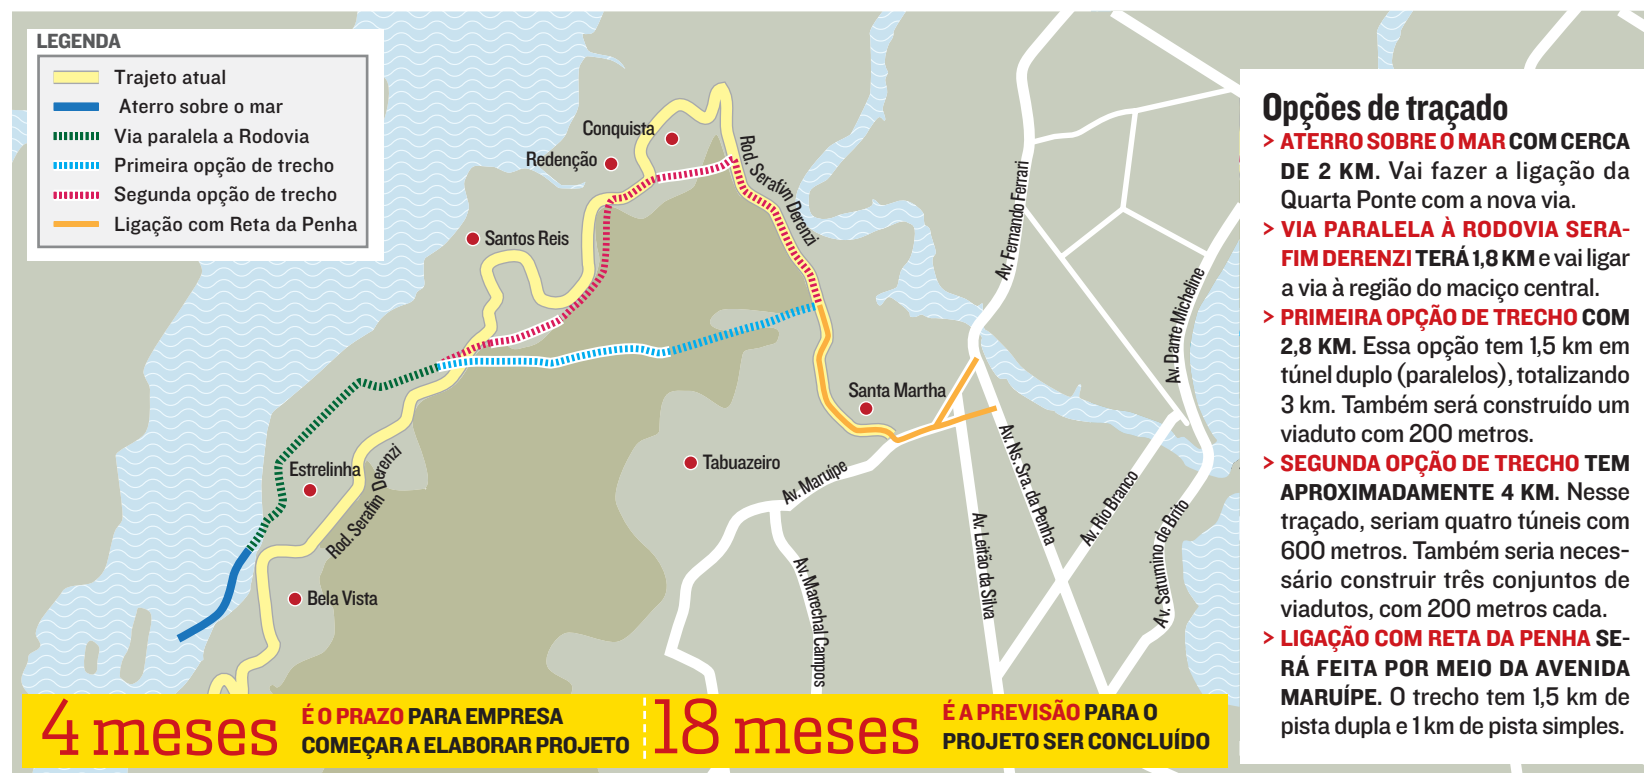 LEGENDA
Trajeto atual
Aterro sobre o mar
Via paralela a Rodovia
Primeira opção de trecho
Segunda opção de trecho
Ligação com Reta da Penha
Conquista
Redenção
Santos Reis
Rod. Serafim Derenzi
Av. Fernando Ferrari
Av. Dante Micheline
Santa Martha
Estrelinha
Rod. Serafim Derenzi
Tabuazeiro
Av. Maruípe
Av. Ns. Sra. da Penha
Av. Rio Branco
Av. Saturnino de Brito
Av. Leitão da Silva
Av. Marechal Campos
Bela Vista
4 meses
É O PRAZO PARA EMPRESA
COMEÇAR A ELABORAR PROJETO
18 meses
É A PREVISÃO PARA O
PROJETO SER CONCLUÍDO
Opções de traçado
> ATERRO SOBRE O MAR COM CERCA
DE 2 KM. Vai fazer a ligação da
Quarta Ponte com a nova via.
> VIA PARALELA À RODOVIA SERA-
FIM DERENZI TERÁ 1,8 KM e vai ligar
a via à região do maciço central.
> PRIMEIRA OPÇÃO DE TRECHO COM
2,8 KM. Essa opção tem 1,5 km em
túnel duplo (paralelos), totalizando
3 km. Também será construído um
viaduto com 200 metros.
> SEGUNDA OPÇÃO DE TRECHO TEM
APROXIMADAMENTE 4 KM. Nesse
traçado, seriam quatro túneis com
600 metros. Também seria neces-
sário construir três conjuntos de
viadutos, com 200 metros cada.
> LIGAÇÃO COM RETA DA PENHA SE-
RÁ FEITA POR MEIO DA AVENIDA
MARUÍPE. O trecho tem 1,5 km de
pista dupla e 1 km de pista simples.